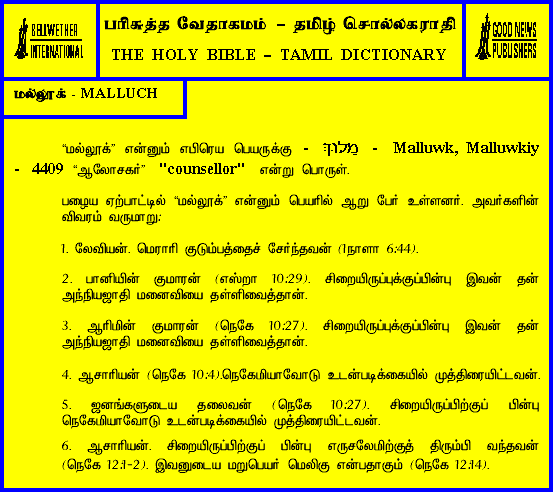 BELLWETHER
INTERNATIONAL
பரிசுத்த வேதாகமம் – தமிழ் சொல்லகராதி
THE HOLY BIBLE – TAMIL DICTIONARY
GOOD NEWS
PUBLISHERS
மல்லூக் - MALLUCH
“மல்லூக்” என்னும் எபிரெய பெயருக்கு - מַלּוּךְ - Malluwk, Malluwkiy
- 4409 “ஆலோசகர்” "counsellor" என்று பொருள்.
பழைய ஏற்பாட்டில் “மல்லூக்” என்னும் பெயரில் ஆறு பேர் உள்ளனர். அவர்களின்
விவரம் வருமாறு:
1. லேவியன். மெராரி குடும்பத்தைச் சேர்ந்தவன் (1நாளா 6:44).
2. பானியின் குமாரன் (எஸ்றா 10:29). சிறையிருப்புக்குப்பின்பு இவன் தன்
அந்நியஜாதி மனைவியை தள்ளிவைத்தான்.
3. ஆரிமின் குமாரன் (நெகே 10:27). சிறையிருப்புக்குப்பின்பு இவன் தன்
அந்நியஜாதி மனைவியை தள்ளிவைத்தான்.
4. ஆசாரியன் (நெகே 10:4).நெகேமியாவோடு உடன்படிக்கையில் முத்திரையிட்டவன்.
5. ஜனங்களுடைய தலைவன் (நெகே 10:27). சிறையிருப்பிற்குப் பின்பு
நெகேமியாவோடு உடன்படிக்கையில் முத்திரையிட்டவன்.
6. ஆசாரியன். சிறையிருப்பிற்குப் பின்பு எருசலேமிற்குத் திரும்பி வந்தவன்
(நெகே 12:1-2). இவனுடைய மறுபெயர் மெலிகு என்பதாகும் (நெகே 12:14).